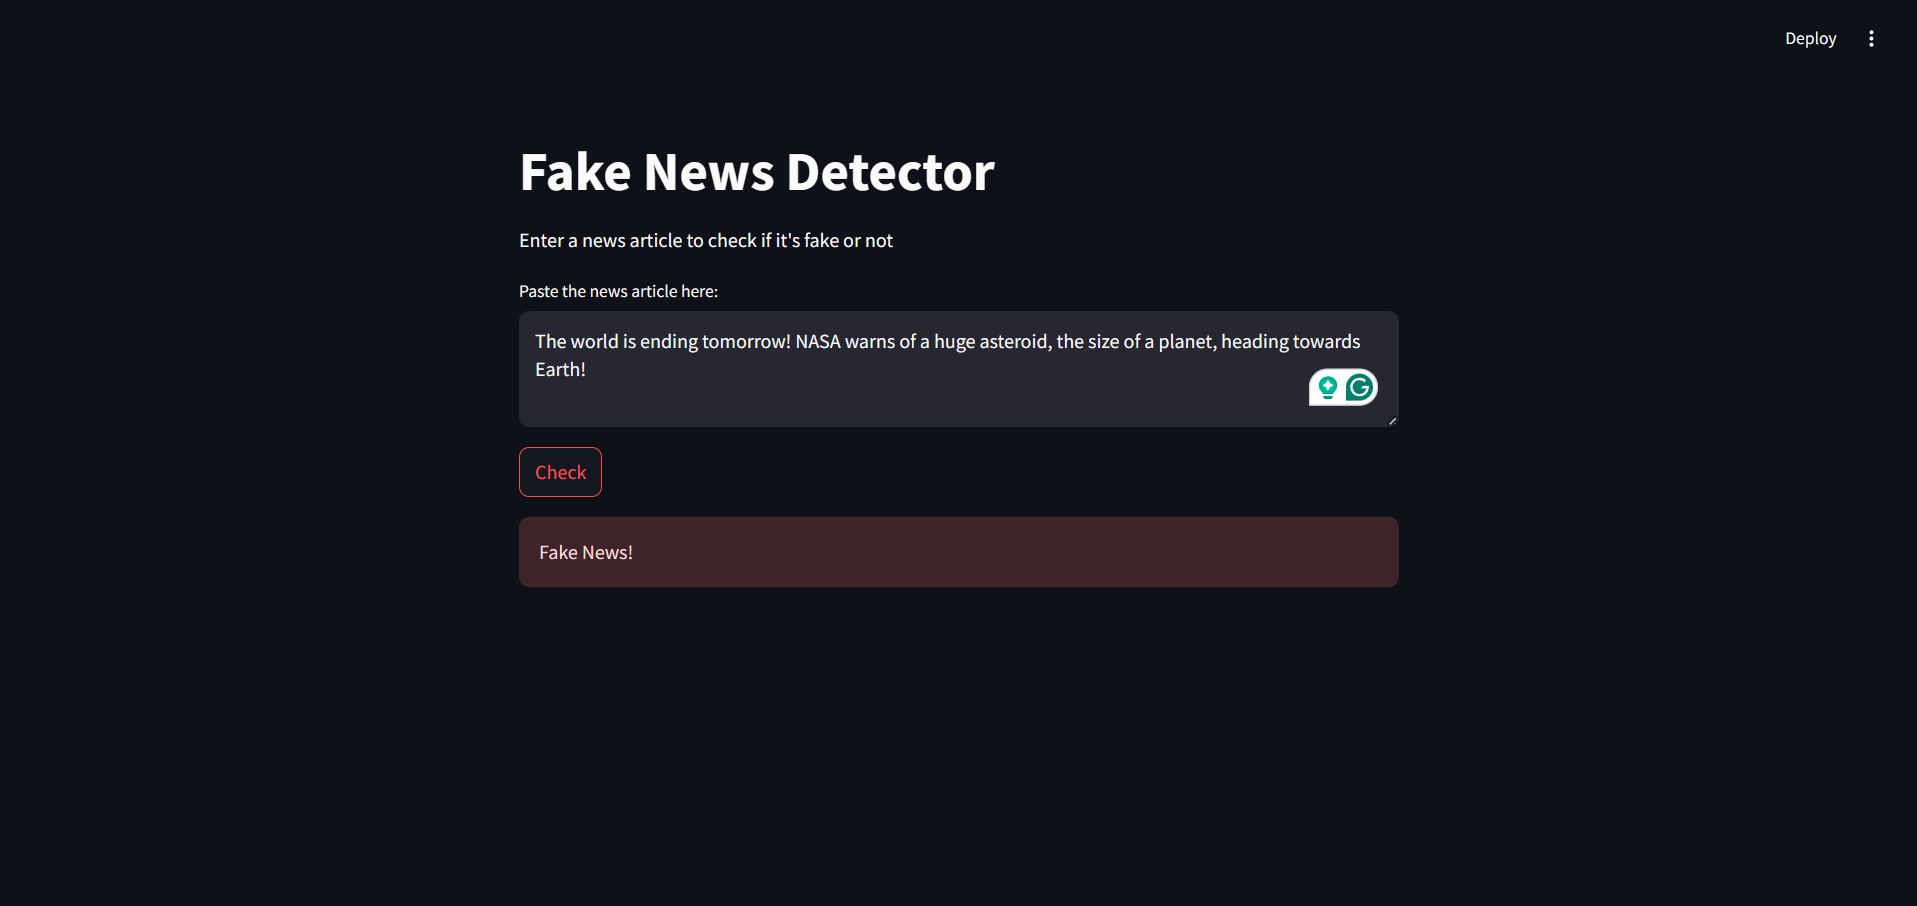 Deploy
Fake News Detector
Enter a news article to check if it's fake or not
Paste the news article here:
The world is ending tomorrow! NASA warns of a huge asteroid, the size of a planet, heading towards
Earth!
Check
Fake News!